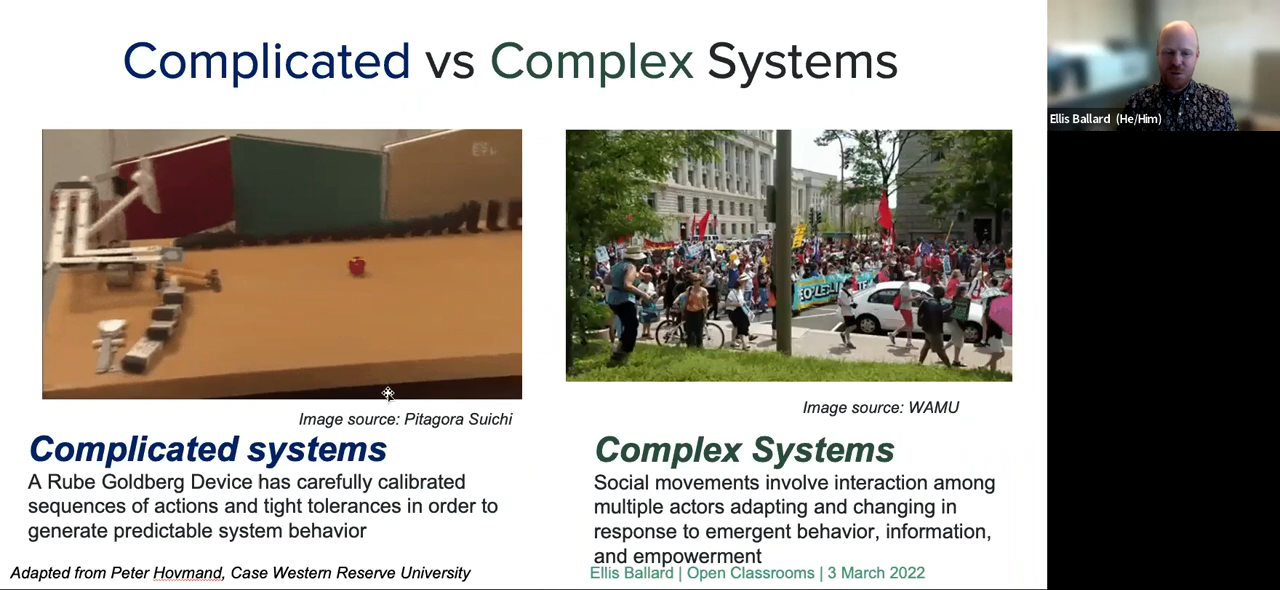 Complicated vs Complex Systems
Ellis Ballard (He/Him)
Image source: Pitagora Suichi
Image source: WAMU
Complicated systems
A Rube Goldberg Device has carefully calibrated
sequences of actions and tight tolerances in order to
generate predictable system behavior
Complex Systems
Social movements involve interaction among
multiple actors adapting and changing in
response to emergent behavior, information,
and empowerment
Adapted from Peter Hovmand, Case Western Reserve University
Ellis Ballard | Open Classrooms | 3 March 2022